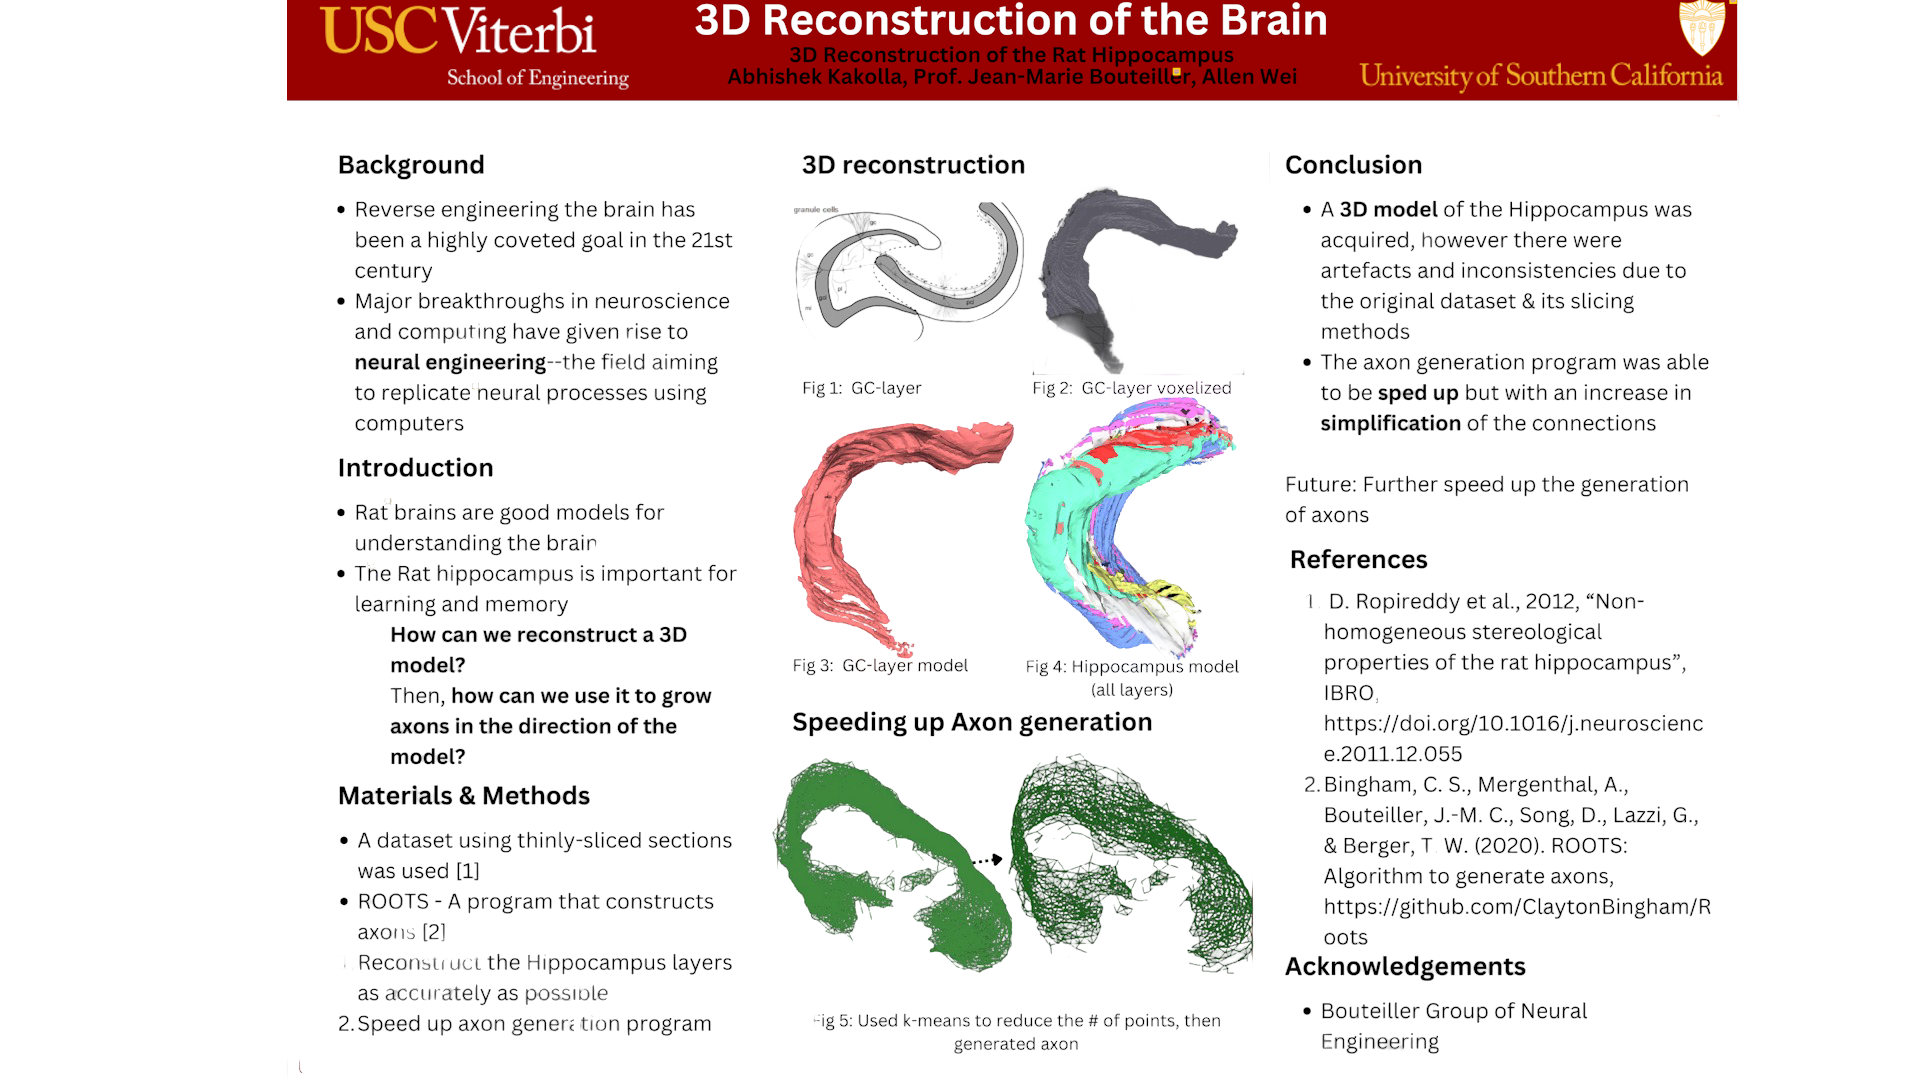 USC Viterbi
School of Engineering
3D Reconstruction of the Brain
3D Reconstruction of the Rat Hippocampus
Abhishek Kakolla, Prof. Jean-Marie Bouteiller, Allen Wei
University of Southern California
Background
• Reverse engineering the brain has
been a highly coveted goal in the 21st
century
• Major breakthroughs in neuroscience
and computing have given rise to
neural engineering--the field aiming
to replicate neural processes using
computers
Introduction
• Rat brains are good models for
understanding the brain
• The Rat hippocampus is important for
learning and memory
How can we reconstruct a 3D
model?
Then, how can we use it to grow
axons in the direction of the
model?
Materials & Methods
• A dataset using thinly-sliced sections
was used [1]
• ROOTS - A program that constructs
axons [2]
1. Reconstruct the Hippocampus layers
as accurately as possible
2. Speed up axon generation program
3D reconstruction
granule cells
Fig 1: GC-layer
Fig 2: GC-layer voxelized
Fig 3: GC-layer model
Fig 4: Hippocampus model
(all layers)
Speeding up Axon generation
Fig 5: Used k-means to reduce the # of points, then
generated axon
Conclusion
• A 3D model of the Hippocampus was
acquired, however there were
artefacts and inconsistencies due to
the original dataset & its slicing
methods
• The axon generation program was able
to be sped up but with an increase in
simplification of the connections
Future: Further speed up the generation
of axons
References
1. D. Ropireddy et al., 2012, “Non-
homogeneous stereological
properties of the rat hippocampus”,
IBRO,
https://doi.org/10.1016/j.neuroscienc
e.2011.12.055
2. Bingham, C. S., Mergenthal, A.,
Bouteiller, J.-M. C., Song, D., Lazzi, G.,
& Berger, T. W. (2020). ROOTS:
Algorithm to generate axons,
https://github.com/ClaytonBingham/R
oots
Acknowledgements
• Bouteiller Group of Neural
Engineering